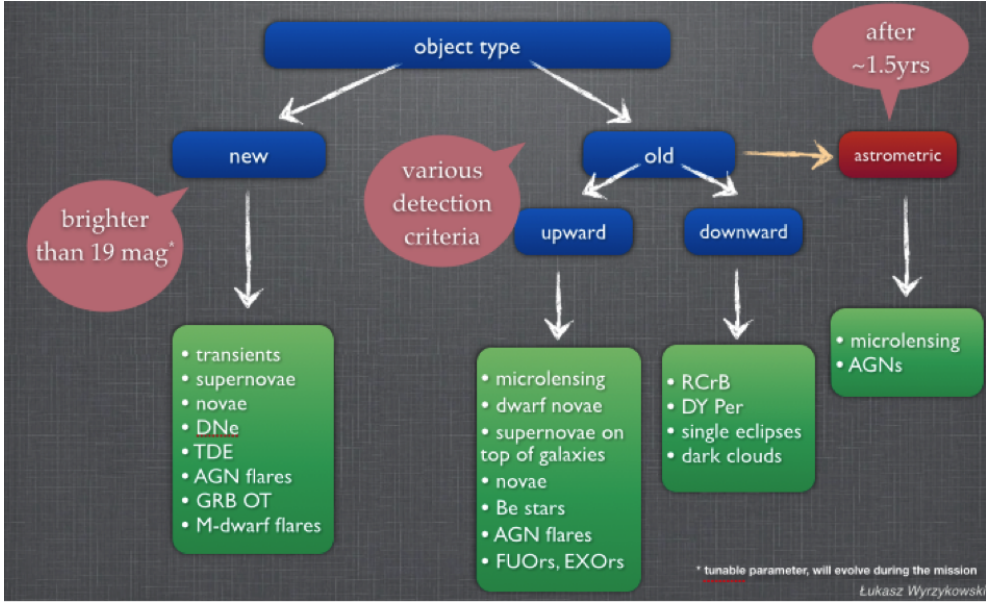 object type
after
~1.5yrs
new
old
astrometric
various
detection
criteria
brighter
than 19 mag*
upward
downward
• transients
• supernovae
• novae
• DNe
• TDE
• AGN flares
• GRB OT
• M-dwarf flares
• microlensing
• dwarf novae
• supernovae on
top of galaxies
• novae
• Be stars
• AGN flares
• FUOrs, EXOrs
• RCrB
• DY Per
• single eclipses
• dark clouds
• microlensing
• AGNs
* tunable parameter, will evolve during the mission
Łukasz Wyrzykowski